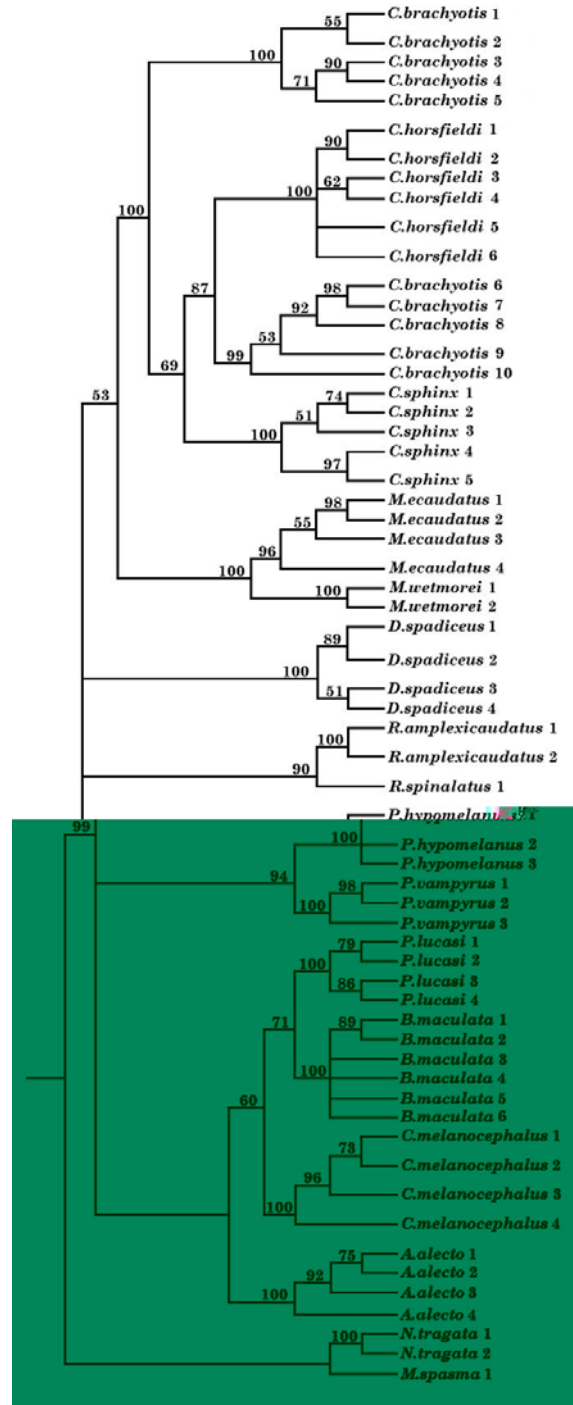 C.brachyotis 1
55
C.brachyotis 2
100
C.brachyotis 3
90
C.brachyotis 4
71
C.brachyotis 5
C.horsfieldi 1
90
C.horsfieldi 2
C.horsfieldi 3
100
62
C.horsfieldi 4
100
C.horsfieldi 5
C.horsfieldi 6
87
C.brachyotis 6
98
C.brachyotis 7
92
C.brachyotis 8
53
C.brachyotis 9
69
99
C.brachyotis 10
53
C.sphinx 1
74
C.sphinx 2
51
C.sphinx 3
100
C.sphinx 4
97
C.sphinx 5
M.ecaudatus 1
98
M.ecaudatus 2
55
M.ecaudatus 3
96
M.ecaudatus 4
100
M.wetmorei 1
100
M.wetmorei 2
D.spadiceus 1
89
D.spadiceus 2
100
D.spadiceus 3
51
D.spadiceus 4
R.amplexicaudatus 1
100
R.amplexicaudatus 2
90
R.spinalatus 1
99
P.hypomelanus 2
100
P.hypomelanus 3
94
P.vampyrus 1
98
P.vampyrus 2
100
P.vampyrus 3
P.lucasi 1
79
P.lucasi 2
100
P.lucasi 3
86
P.lucasi 4
71
B.maculata 1
89
B.maculata 2
B.maculata 3
100
B.maculata 4
B.maculata 5
60
B.maculata 6
C.melanocephalus 1
73
C.melanocephalus 2
96
C.melanocephalus 3
100
C.melanocephalus 4
A.alecto 1
75
A.alecto 2
92
A.alecto 3
100
A.alecto 4
N.tragata 1
100
N.tragata 2
M.spasma 1